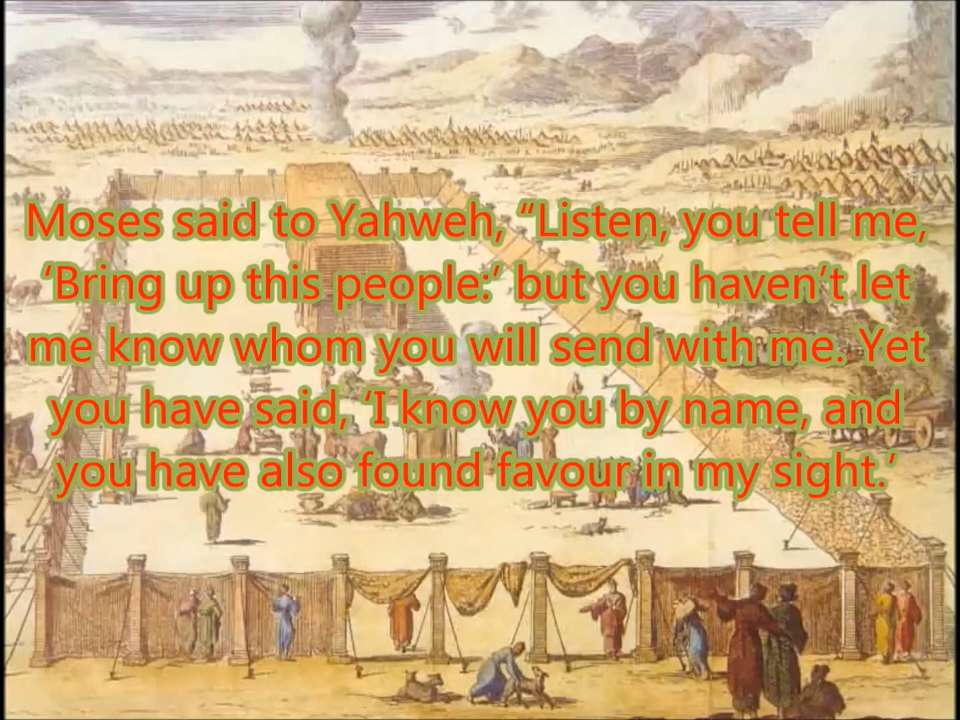 Moses said to Yahweh, “Listen, you tell me,
‘Bring up this people:’ but you haven’t let
me know whom you will send with me. Yet
you have said, ‘I know you by name, and
you have also found favour in my sight.’